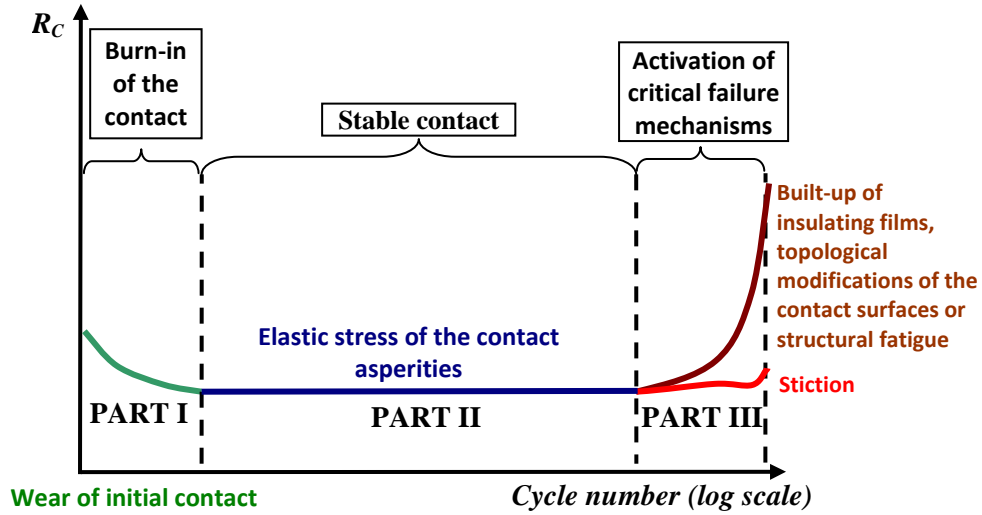 R_C
Burn-in
of the
contact
Stable contact
Activation of
critical failure
mechanisms
Built-up of
insulating films,
topological
modifications of the
contact surfaces or
structural fatigue
Elastic stress of the contact
asperities
Stiction
PART I
PART II
PART III
Wear of initial contact
Cycle number (log scale)